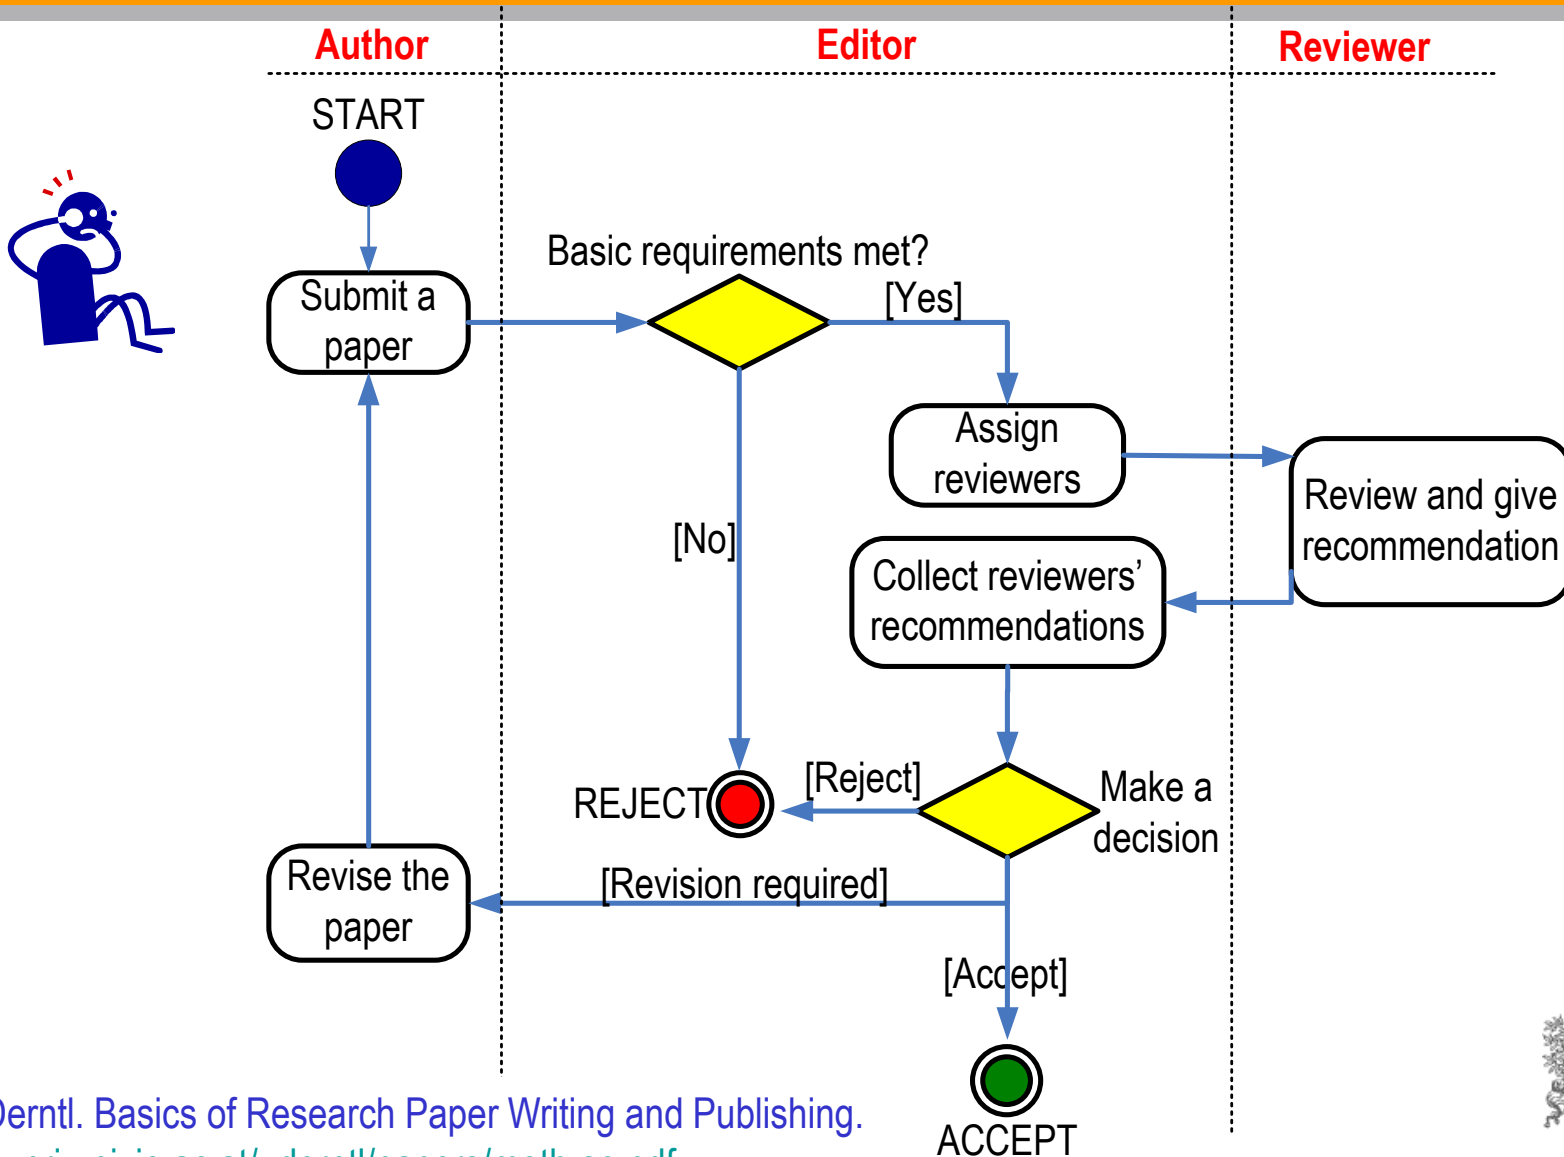 Author
Editor
Reviewer
START
Basic requirements met?
[Yes]
Submit a
paper
Assign
reviewers
Review and give
recommendation
[No]
Collect reviewers’
recommendations
[Reject]
Make a
decision
REJECT
Revise the
paper
[Revision required]
[Accept]
ACCEPT
Derntl. Basics of Research Paper Writing and Publishing.